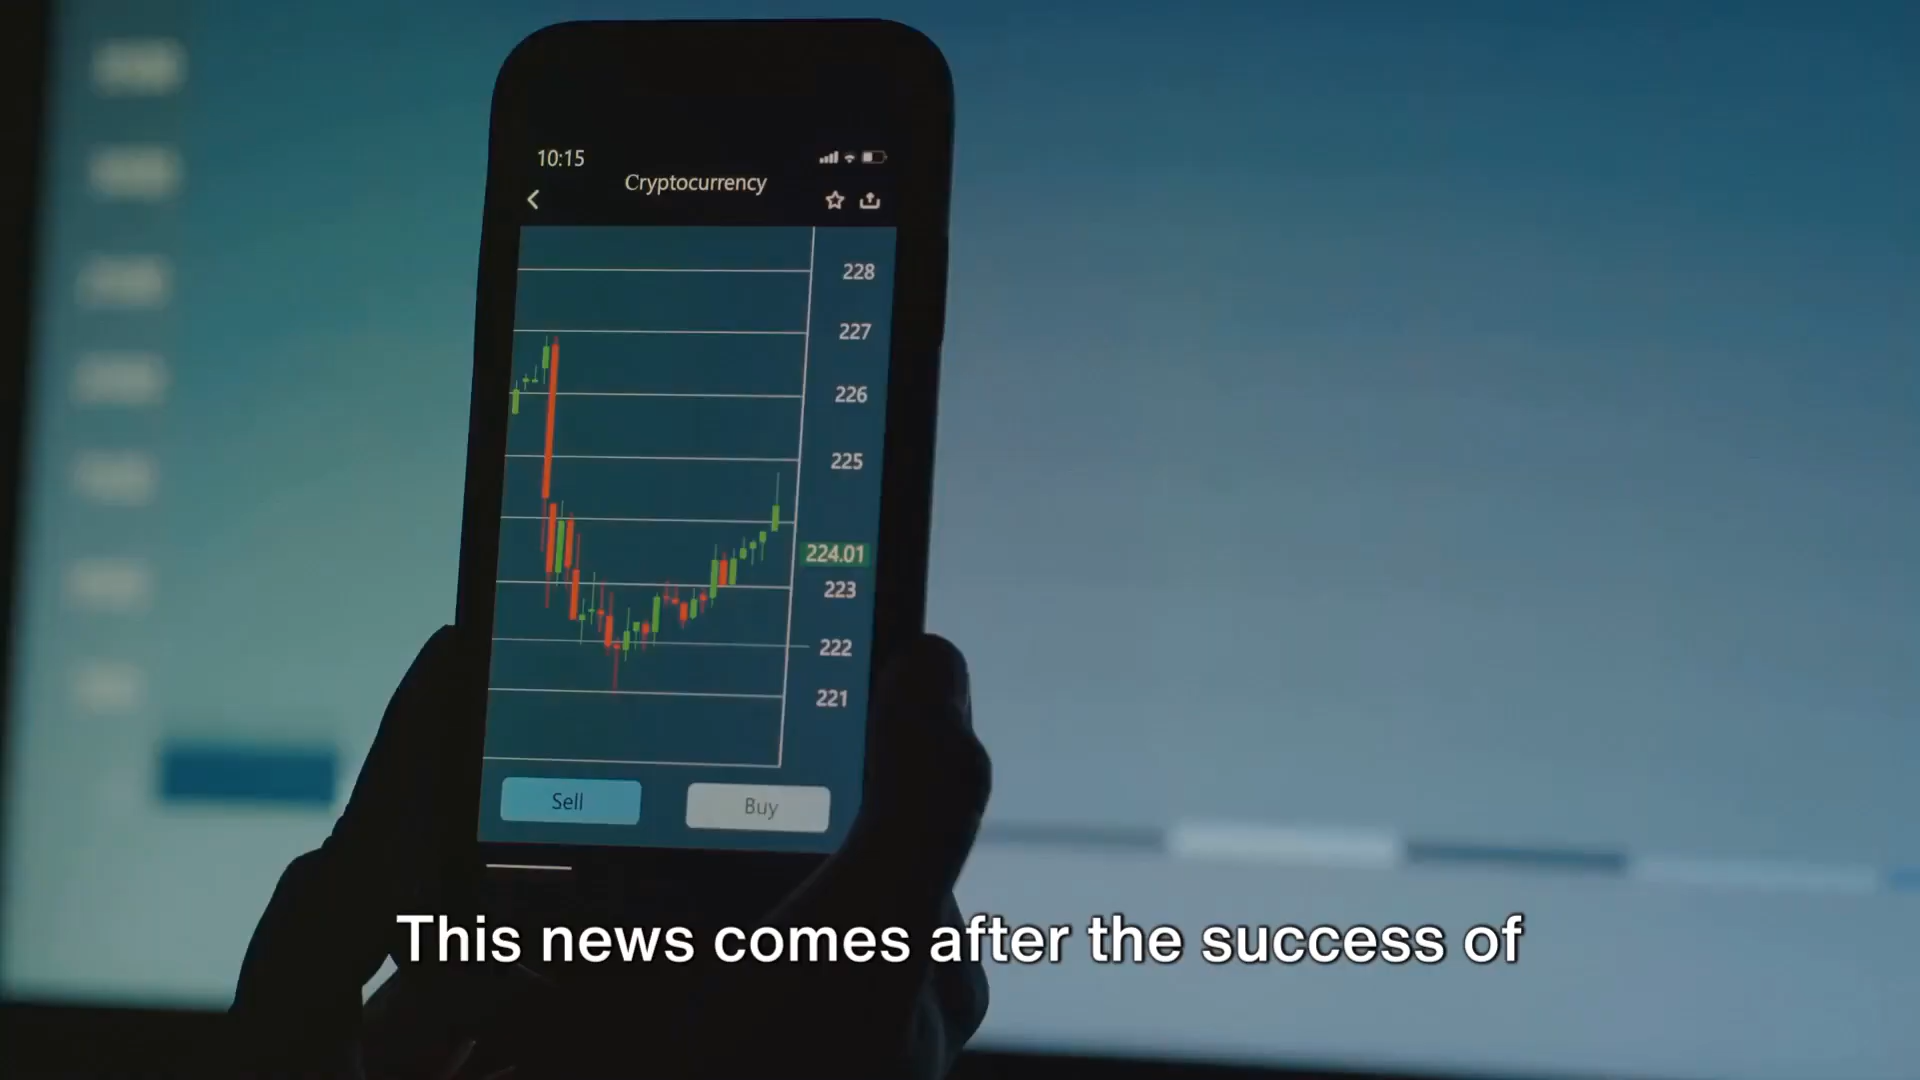 10:15
Cryptocurrency
228
227
226
225
224.01
223
222
221
Sell
Buy
This news comes after the success of